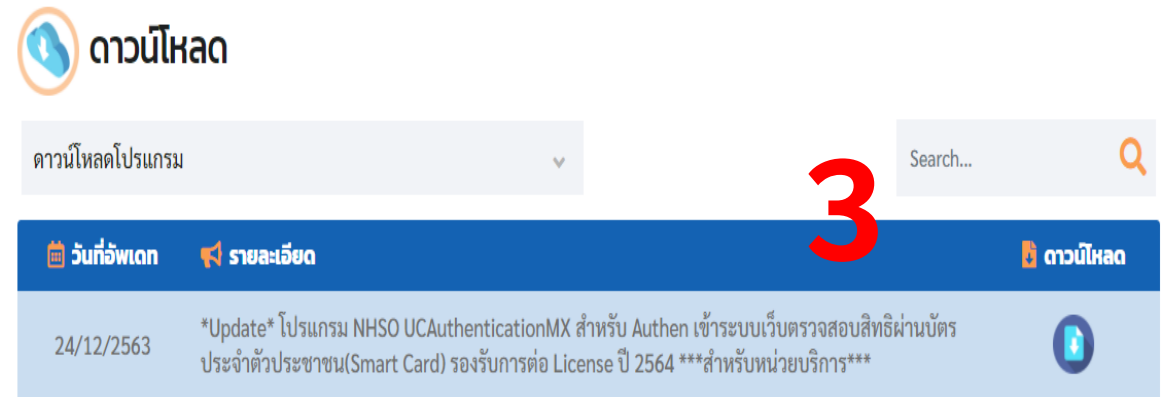 ดาวน์โหลด
ดาวน์โหลดโปรแกรม
Search...
3
วันที่อัพเดท รายละเอียด ดาวน์โหลด
24/12/2563
*Update* โปรแกรม NHSO UCAuthenticationMX สำหรับ Authen เข้าระบบเว็บตรวจสอบสิทธิผ่านบัตร
ประจำตัวประชาชน(Smart Card) รองรับการต่อ License ปี 2564 ***สำหรับหน่วยบริการ***